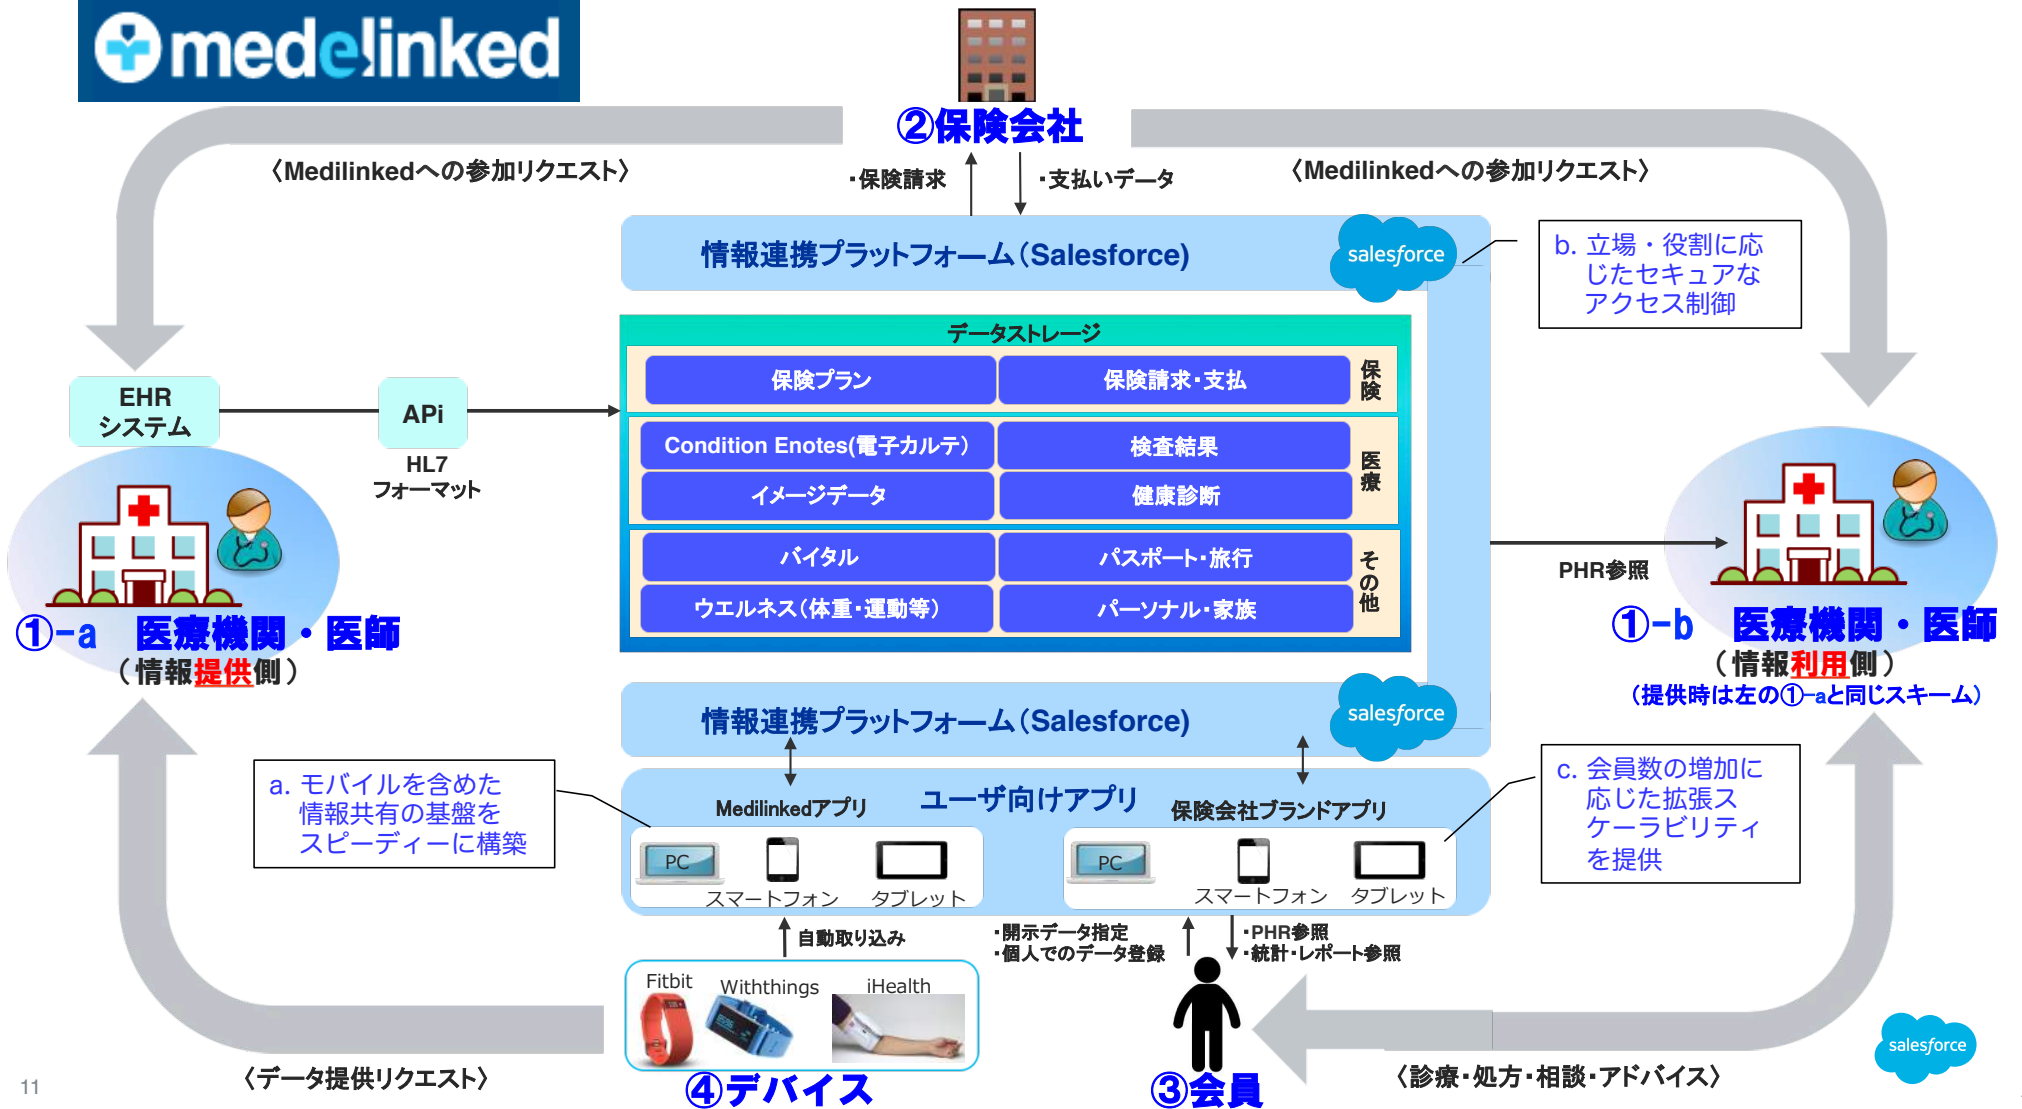 medelinked
②保険会社
〈Medilinkedへの参加リクエスト〉
〈Medilinkedへの参加リクエスト〉
・保険請求
・支払いデータ
情報連携プラットフォーム（Salesforce)
salesforce
b. 立場・役割に応
じたセキュアな
アクセス制御
データストレージ
保険プラン
保険請求・支払
保険
EHR
システム
APi
HL7
フォーマット
Condition Enotes(電子カルテ）
検査結果
イメージデータ
健康診断
医療
バイタル
パスポート・旅行
ウエルネス（体重・運動等）
パーソナル・家族
その他
PHR参照
①-a　医療機関・医師
（情報提供側）
①-b　医療機関・医師
（情報利用側）
（提供時は左の①-aと同じスキーム）
情報連携プラットフォーム（Salesforce)
salesforce
a. モバイルを含めた
情報共有の基盤を
スピーディーに構築
ユーザ向けアプリ
Medilinkedアプリ
保険会社ブランドアプリ
PC
スマートフォン
タブレット
PC
スマートフォン
タブレット
c. 会員数の増加に
応じた拡張ス
ケーラビリティ
を提供
自動取り込み
・開示データ指定
・個人でのデータ登録
・PHR参照
・統計・レポート参照
Fitbit
Withthings
iHealth
④デバイス
③会員
〈データ提供リクエスト〉
〈診療・処方・相談・アドバイス〉
salesforce
11